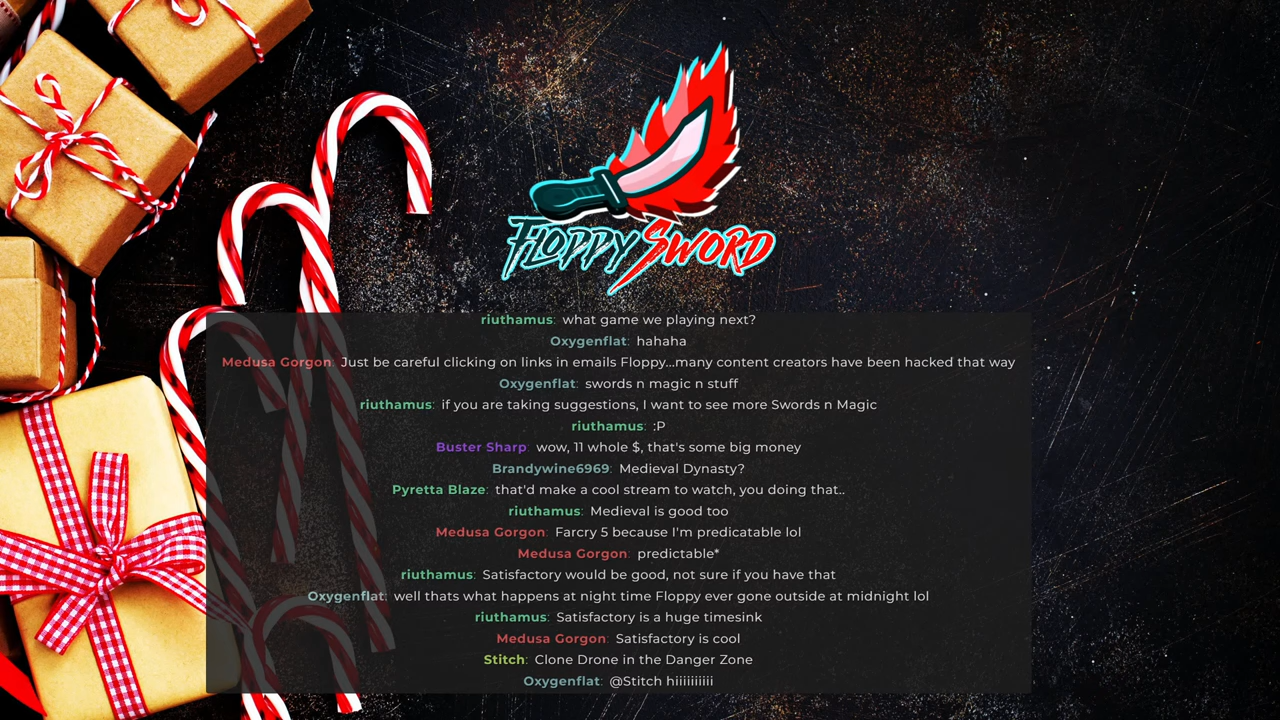 Floppy Sword
riuthamus: what game we playing next?
Oxygenflat: hahaha
Medusa Gorgon: Just be careful clicking on links in emails Floppy...many content creators have been hacked that way
Oxygenflat: swords n magic n stuff
riuthamus: if you are taking suggestions, I want to see more Swords n Magic
riuthamus: :P
Buster Sharp: wow, 11 whole $, that's some big money
Brandywine6969: Medieval Dynasty?
Pyretta Blaze: that'd make a cool stream to watch, you doing that..
riuthamus: Medieval is good too
Medusa Gorgon: Farcry 5 because I'm predicatable lol
Medusa Gorgon: predictable*
riuthamus: Satisfactory would be good, not sure if you have that
Oxygenflat: well thats what happens at night time Floppy ever gone outside at midnight lol
riuthamus: Satisfactory is a huge timesink
Medusa Gorgon: Satisfactory is cool
Stitch: Clone Drone in the Danger Zone
Oxygenflat: @Stitch hiiiiiiiiii